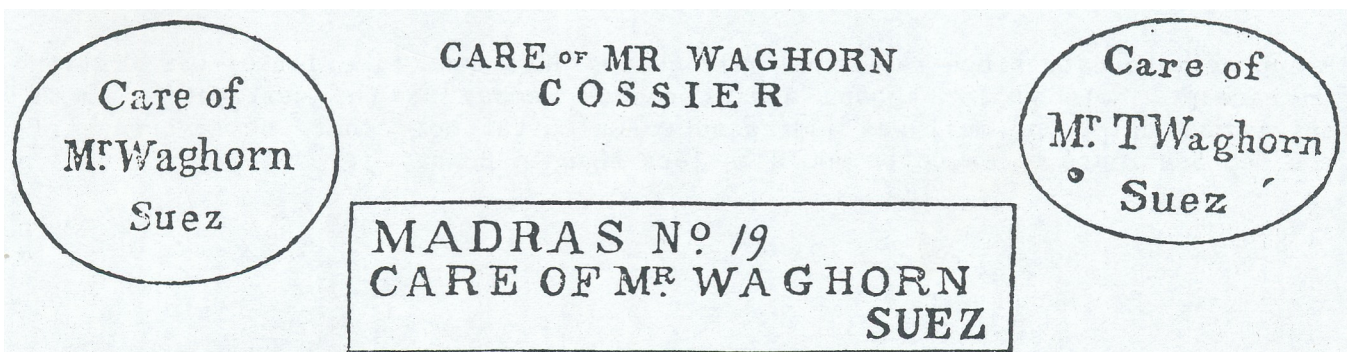 Care of
Mr. Waghorn
Suez
CARE OF MR WAGHORN
COSSIER
Care of
Mr. T Waghorn
Suez
MADRAS No. 19
CARE OF MR. WAGHORN
SUEZ